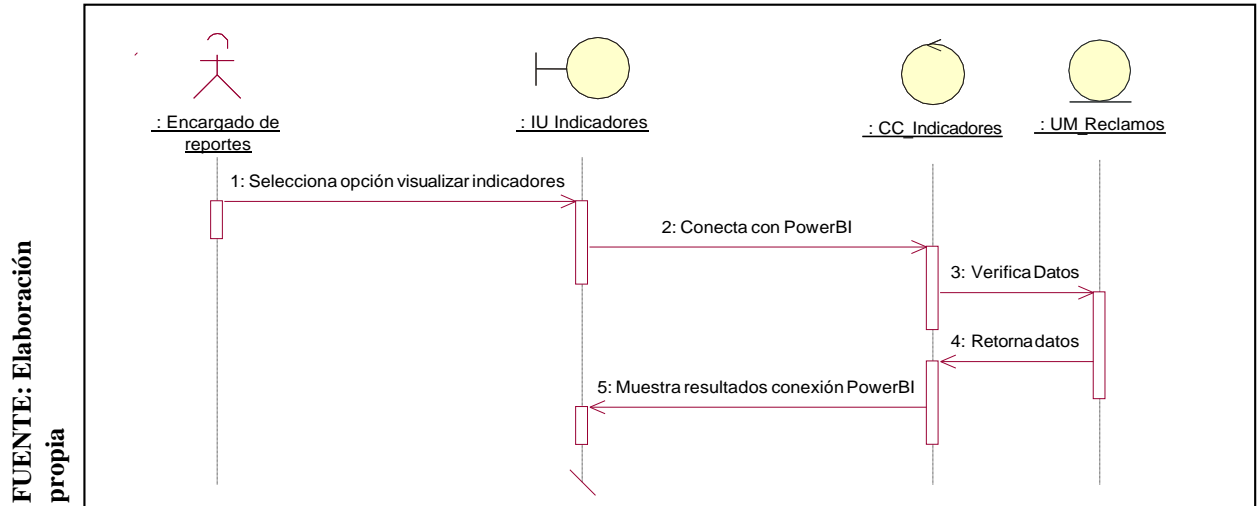 : Encargado de
reportes
: IU Indicadores
: CC_Indicadores
: UM_Reclamos
1: Selecciona opción visualizar indicadores
2: Conecta con PowerBI
3: Verifica Datos
4: Retorna datos
5: Muestra resultados conexión PowerBI
FUENTE: Elaboración
propia